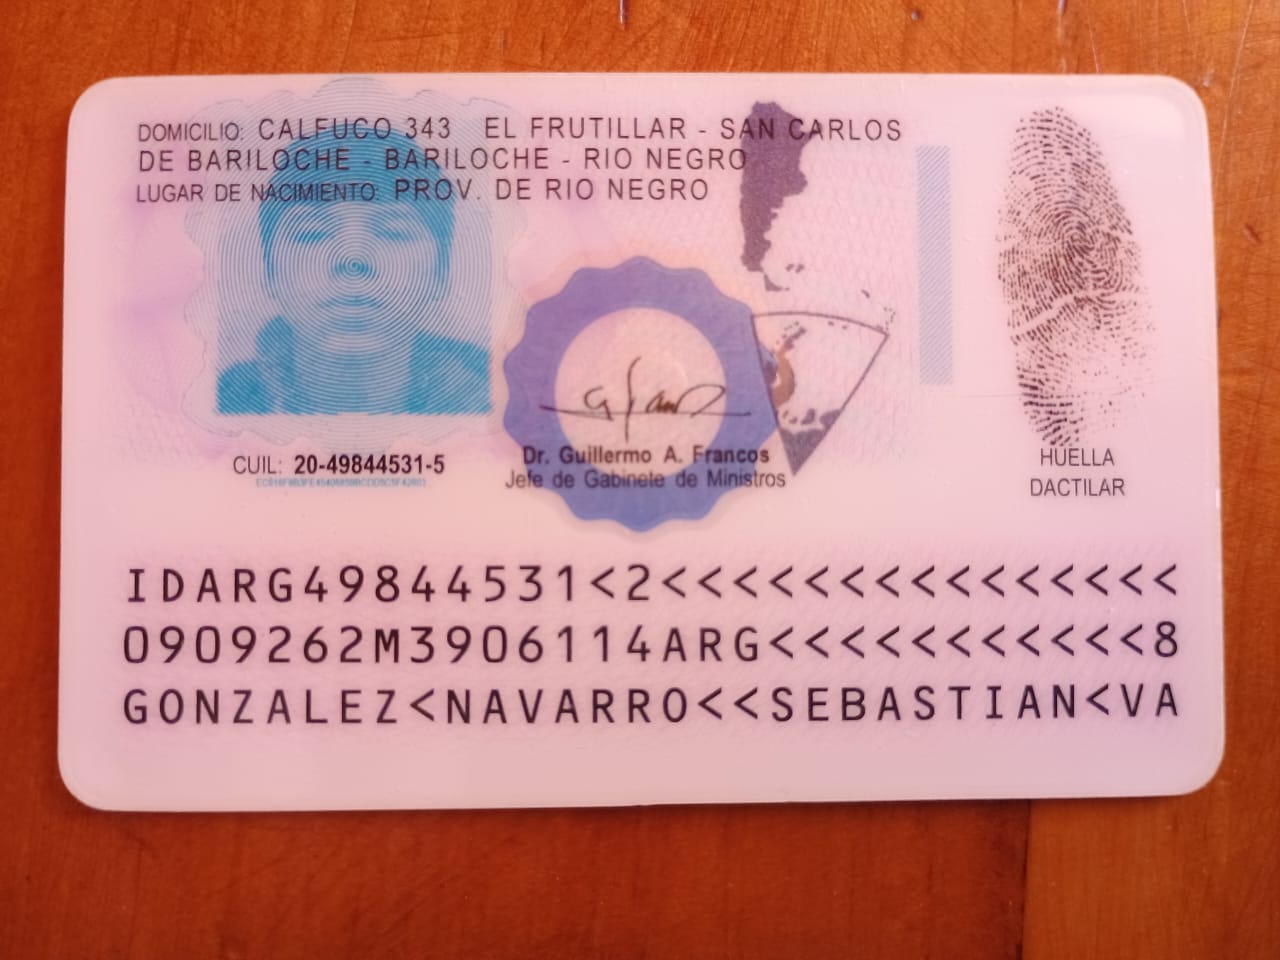 DOMICILIO: CALFUCO 343 EL FRUTILLAR - SAN CARLOS
DE BARILOCHE - BARILOCHE - RIO NEGRO
LUGAR DE NACIMIENTO: PROV. DE RIO NEGRO
CUIL: 20-49844531-5
Dr. Guillermo A. Francos
Jefe de Gabinete de Ministros
HUELLA
DACTILAR
IDARG49844531<2<<<<<<<<<<<<<<<
0909262M3906114ARG<<<<<<<<<<<8
GONZALEZ<NAVARRO<<SEBASTIAN<VA